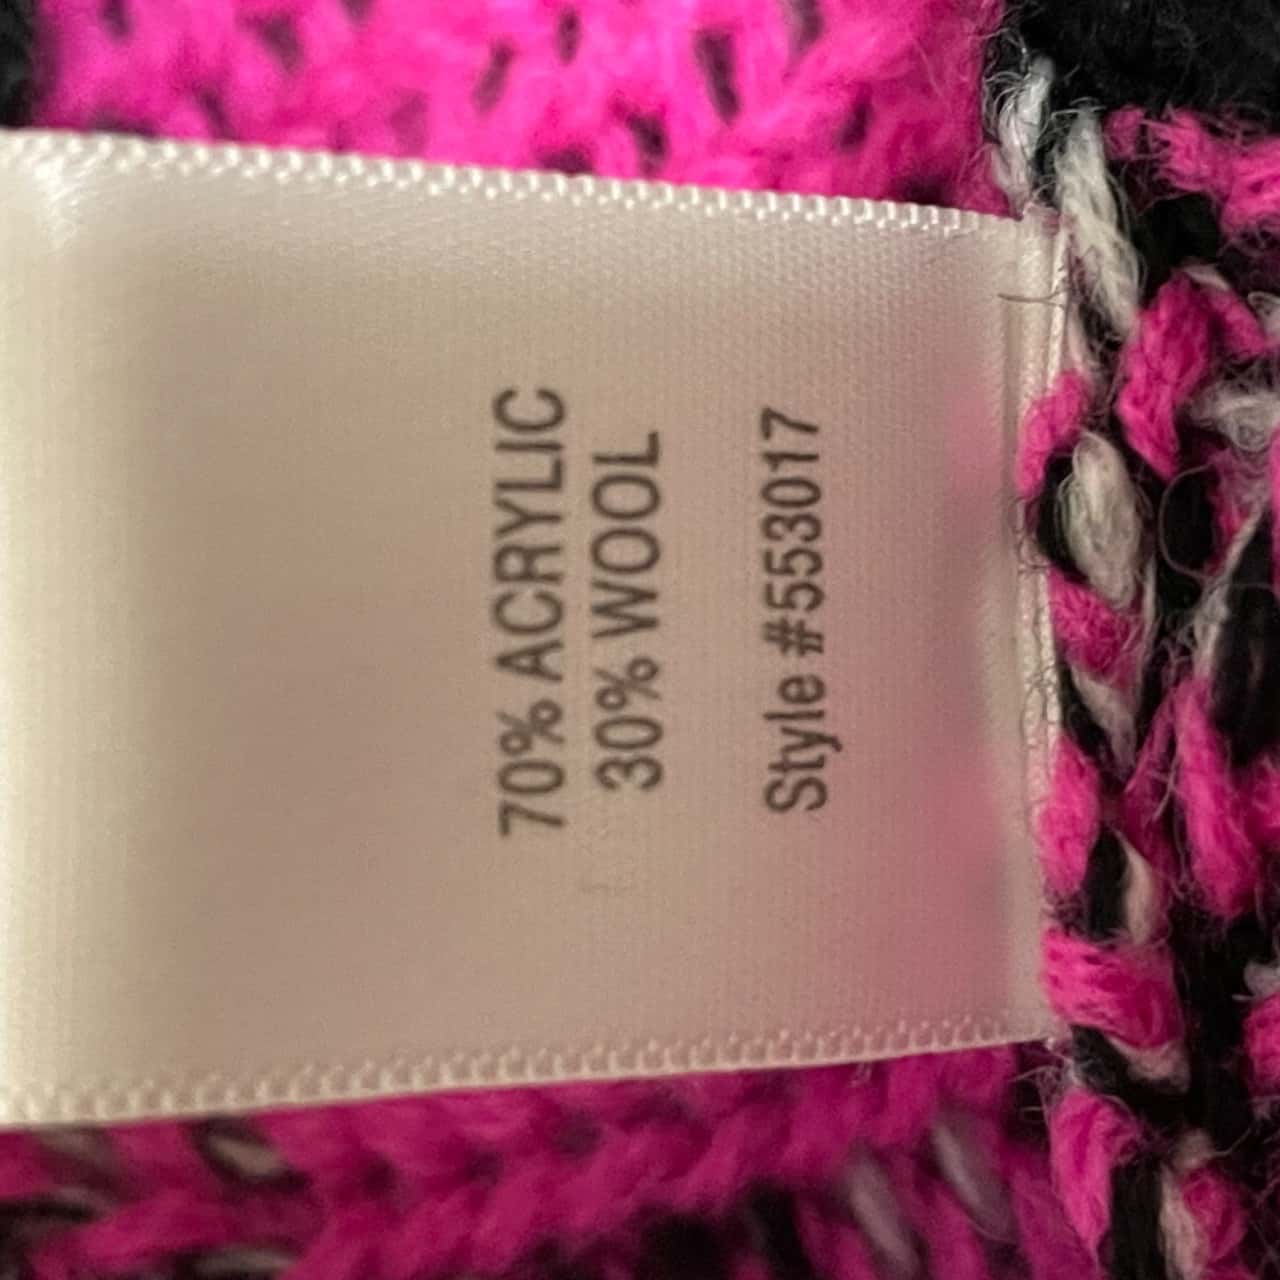 70% ACRYLIC
30% WOOL
Style #553017